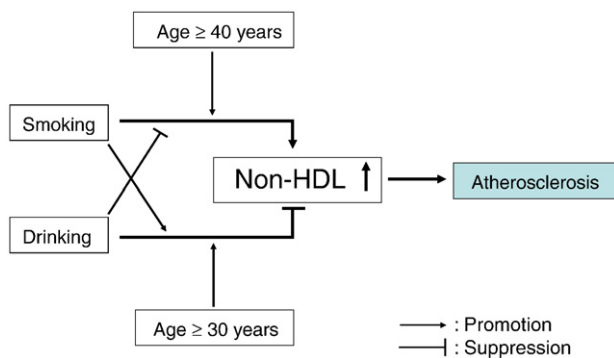 Age ≥ 40 years
Smoking
Non-HDL
Atherosclerosis
Drinking
Age ≥ 30 years
: Promotion
: Suppression